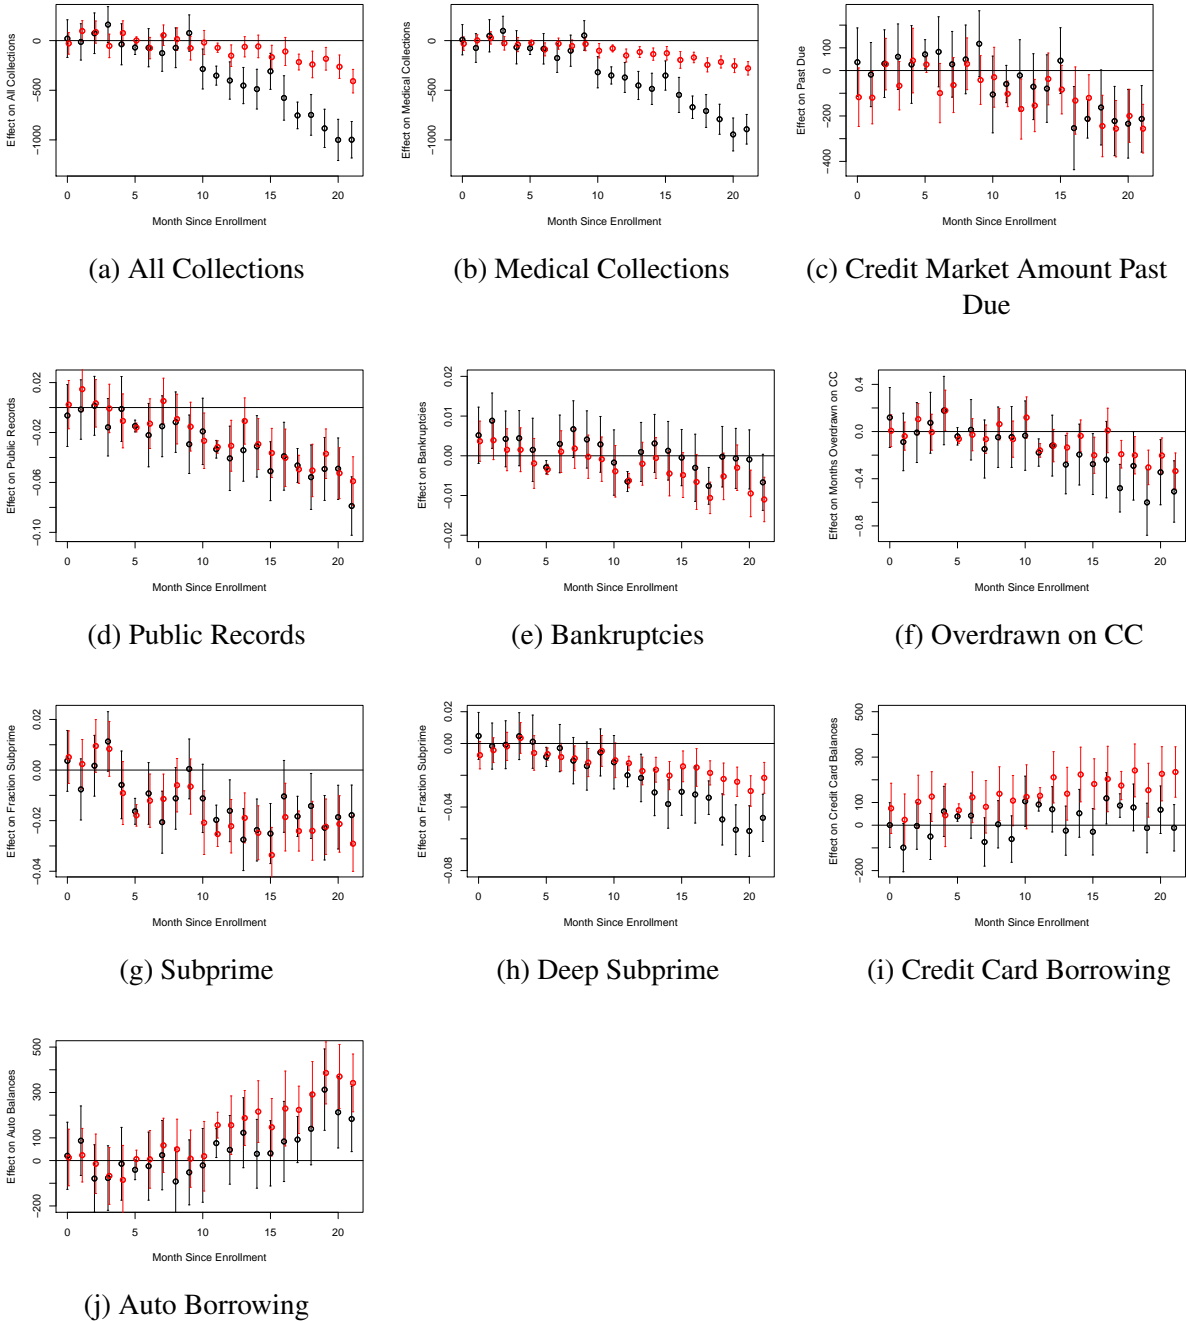 Effect on All Collections
0
−500
−1000
0 5 10 15 20
Month Since Enrollment
(a) All Collections
Effect on Medical Collections
0
−500
−1000
0 5 10 15 20
Month Since Enrollment
(b) Medical Collections
Effect on Past Due
100
0
−200
−400
0 5 10 15 20
Month Since Enrollment
(c) Credit Market Amount Past
Due
Effect on Public Records
0.02
−0.02
−0.06
−0.10
0 5 10 15 20
Month Since Enrollment
(d) Public Records
Effect on Bankruptcies
0.02
0.01
0.00
−0.01
−0.02
0 5 10 15 20
Month Since Enrollment
(e) Bankruptcies
Effect on Months Overdrawn on CC
0.4
0.0
−0.4
−0.8
0 5 10 15 20
Month Since Enrollment
(f) Overdrawn on CC
Effect on Fraction Subprime
0.02
0.00
−0.02
−0.04
0 5 10 15 20
Month Since Enrollment
(g) Subprime
Effect on Fraction Subprime
0.02
0.00
−0.04
−0.08
0 5 10 15 20
Month Since Enrollment
(h) Deep Subprime
Effect on Credit Card Balances
500
300
100
0
−200
0 5 10 15 20
Month Since Enrollment
(i) Credit Card Borrowing
Effect on Auto Balances
500
300
100
0
−200
0 5 10 15 20
Month Since Enrollment
(j) Auto Borrowing